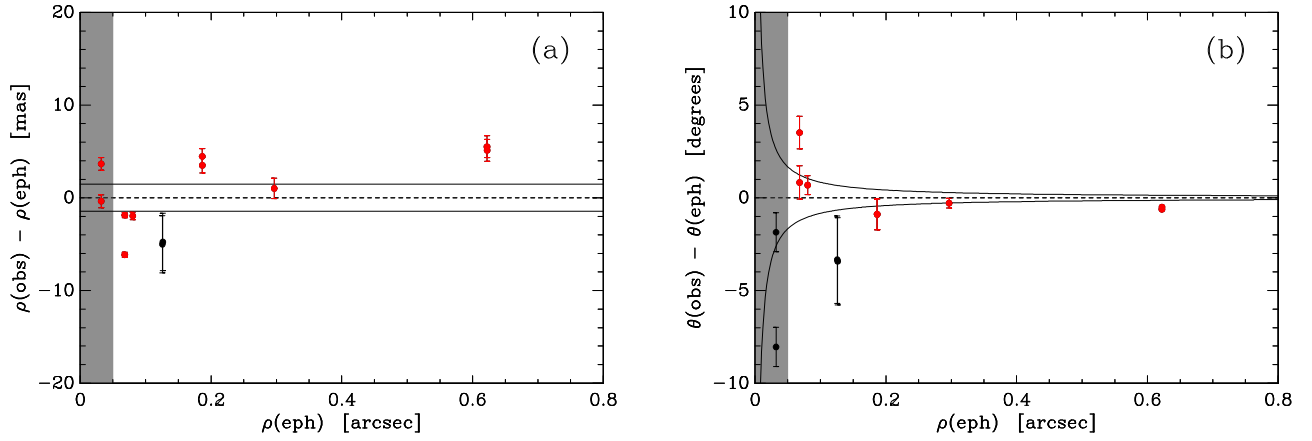 (a)
ρ(obs) − ρ(eph) [mas]
20
10
0
−10
−20
0 0.2 0.4 0.6 0.8
ρ(eph) [arcsec]
(b)
θ(obs) − θ(eph) [degrees]
10
5
0
−5
−10
0 0.2 0.4 0.6 0.8
ρ(eph) [arcsec]